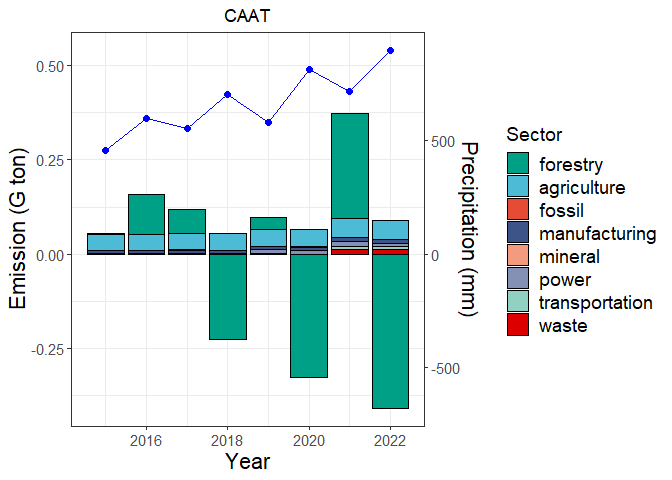 CAAT
Emission (G ton)
0.50
0.25
0.00
-0.25
2016
2018
2020
2022
Year
500
0
-500
Precipitation (mm)
Sector
forestry
agriculture
fossil
manufacturing
mineral
power
transportation
waste